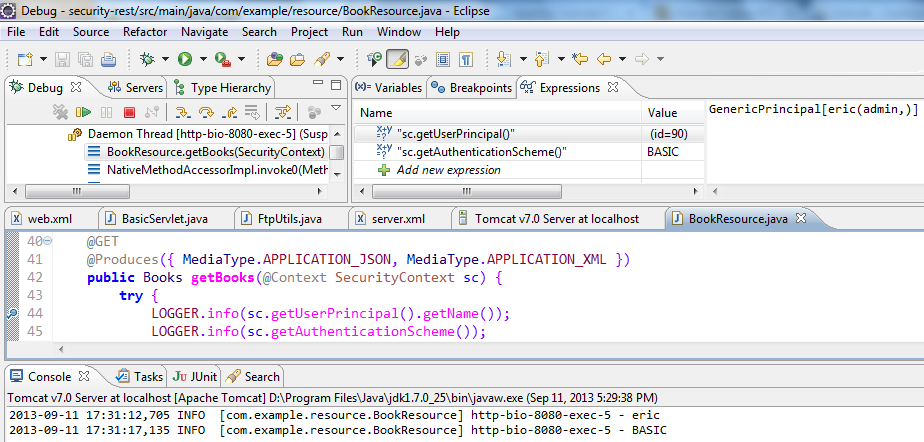 Debug - security-rest/src/main/java/com/example/resource/BookResource.java - Eclipse
File Edit Source Refactor Navigate Search Project Run Window Help
Debug Servers Type Hierarchy
Daemon Thread [http-bio-8080-exec-5] (Susp
BookResource.getBooks(SecurityContext)
NativeMethodAccessorImpl.invoke0(Meth
(x)= Variables Breakpoints Expressions
Name Value
"sc.getUserPrincipal()" (id=90)
"sc.getAuthenticationScheme()" BASIC
Add new expression
GenericPrincipal[eric(admin,)]
web.xml BasicServlet.java FtpUtils.java server.xml Tomcat v7.0 Server at localhost BookResource.java
40 @GET
41 @Produces({ MediaType.APPLICATION_JSON, MediaType.APPLICATION_XML })
42 public Books getBooks(@Context SecurityContext sc) {
43 try {
44 LOGGER.info(sc.getUserPrincipal().getName());
45 LOGGER.info(sc.getAuthenticationScheme());
Console Tasks JUnit Search
Tomcat v7.0 Server at localhost [Apache Tomcat] D:\Program Files\Java\jdk1.7.0_25\bin\javaw.exe (Sep 11, 2013 5:29:38 PM)
2013-09-11 17:31:12,705 INFO [com.example.resource.BookResource] http-bio-8080-exec-5 - eric
2013-09-11 17:31:17,135 INFO [com.example.resource.BookResource] http-bio-8080-exec-5 - BASIC